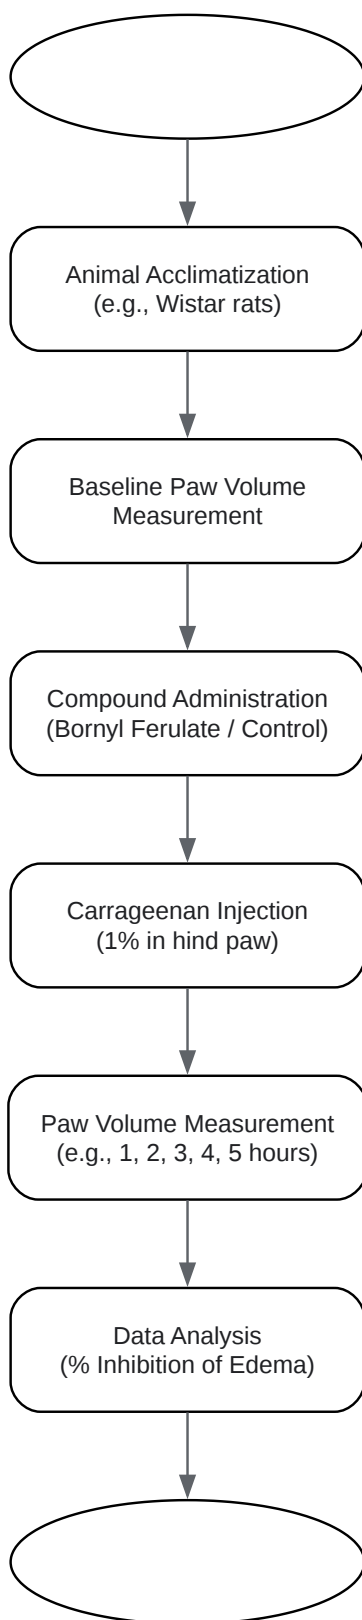 Animal Acclimatization
(e.g., Wistar rats)
Baseline Paw Volume
Measurement
Compound Administration
(Bornyl Ferulate / Control)
Carrageenan Injection
(1% in hind paw)
Paw Volume Measurement
(e.g., 1, 2, 3, 4, 5 hours)
Data Analysis
(% Inhibition of Edema)